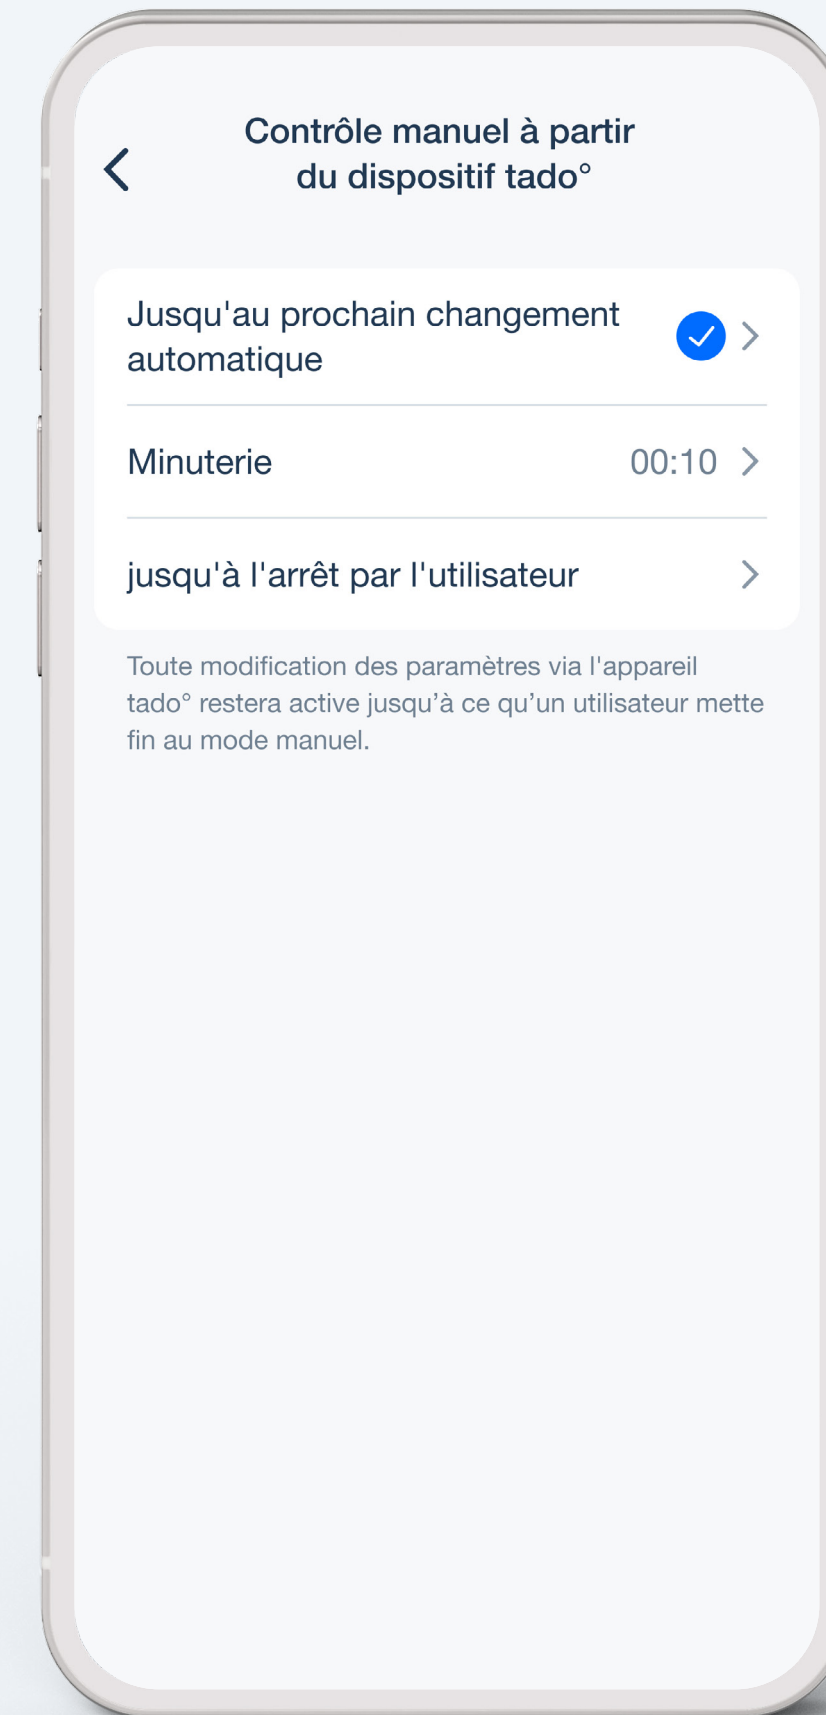 Contrôle manuel à partir
du dispositif tado°
Jusqu'au prochain changement
automatique
Minuterie 00:10
jusqu'à l'arrêt par l'utilisateur
Toute modification des paramètres via l'appareil
tado° restera active jusqu’à ce qu’un utilisateur mette
fin au mode manuel.